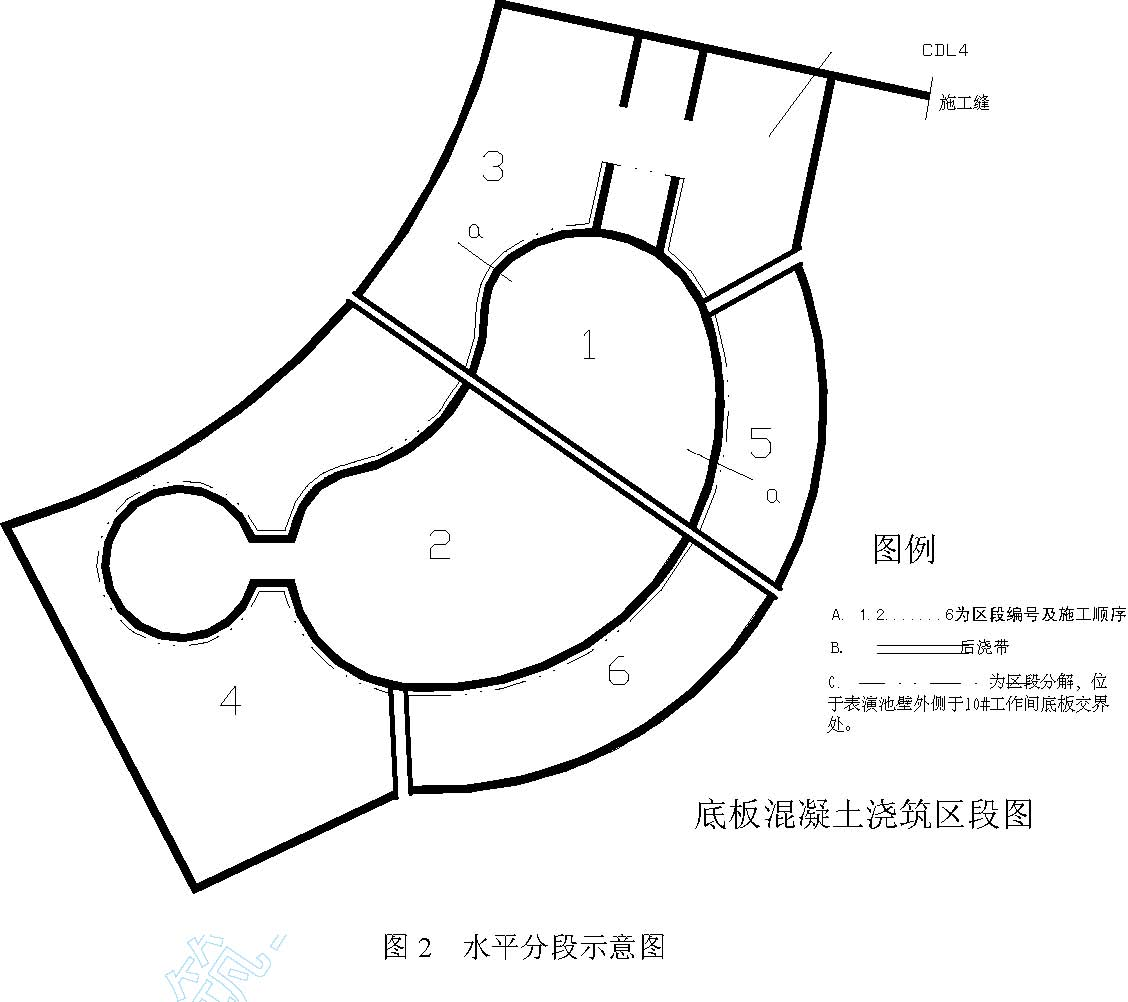 CDL4
施工缝
3
a
1
5
a
2
图例
A. 1.2.......6为区段编号及施工顺序
B. 后浇带
6
C. 为区段分解，位
于表演池壁外侧于10#工作间底板交界
处。
4
底板混凝土浇筑区段图
图2 水平分段示意图
筑